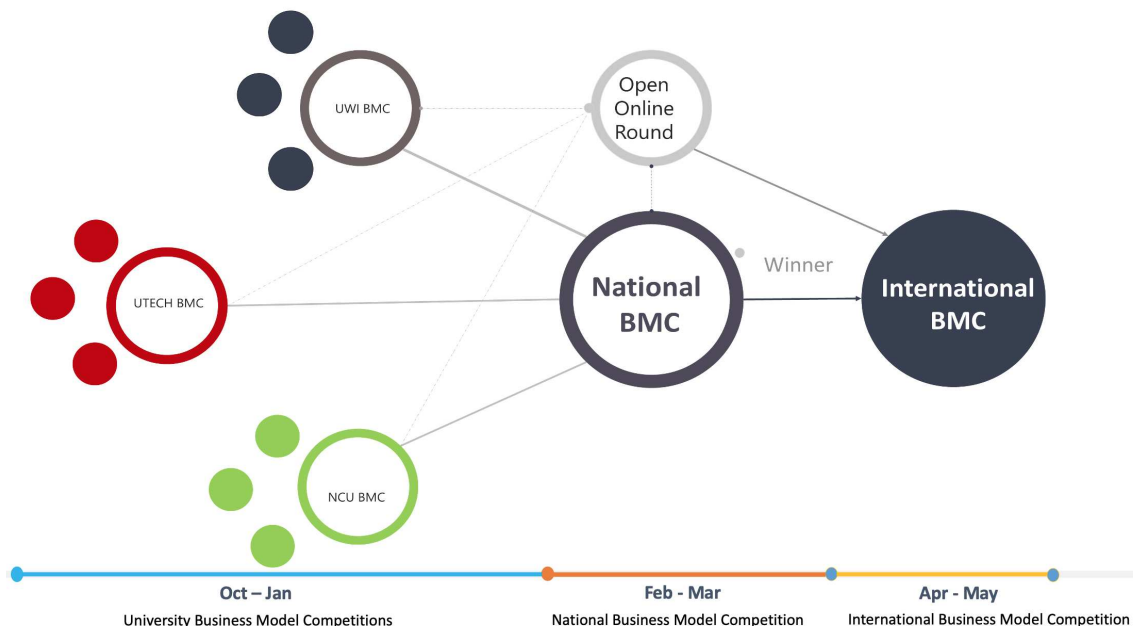 UWI BMC
Open
Online
Round
UTECH BMC
National
BMC
Winner
International
BMC
NCU BMC
Oct – Jan
Feb - Mar
Apr - May
University Business Model Competitions
National Business Model Competition
International Business Model Competition